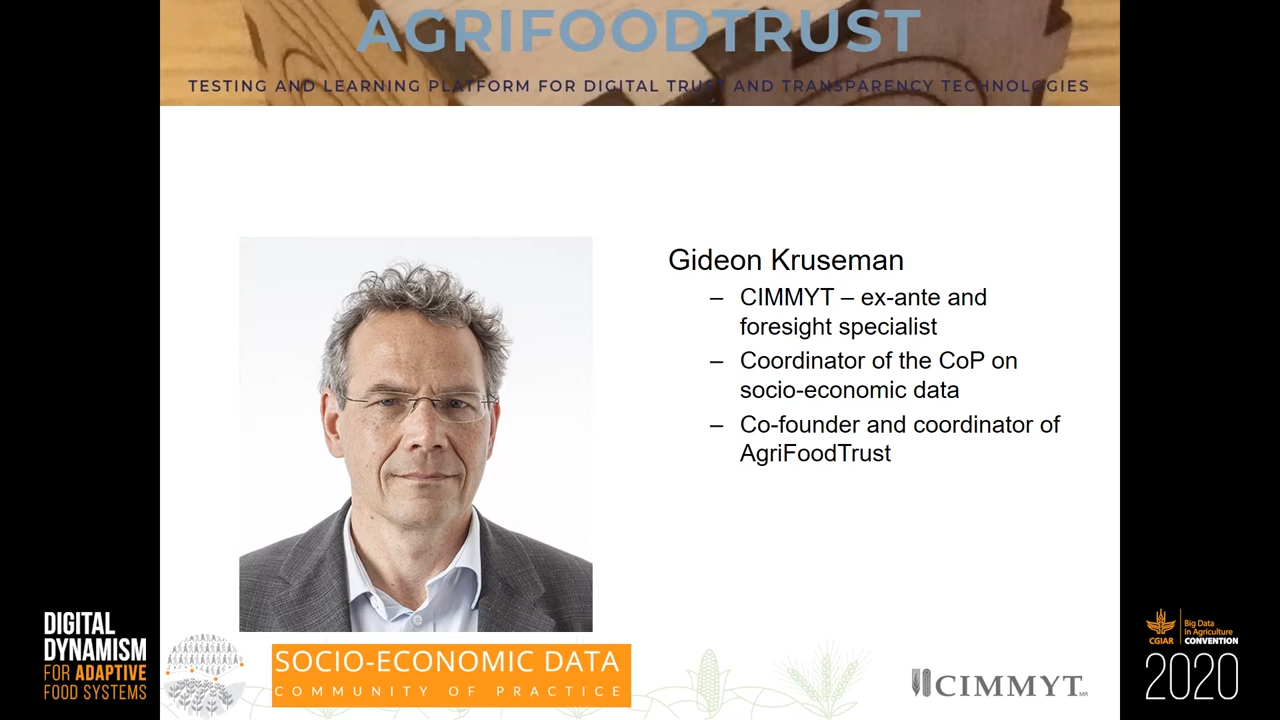 AGRIFOODTRUST
TESTING AND LEARNING PLATFORM FOR DIGITAL TRUST AND TRANSPARENCY TECHNOLOGIES
Gideon Kruseman
– CIMMYT – ex-ante and
foresight specialist
– Coordinator of the CoP on
socio-economic data
– Co-founder and coordinator of
AgriFoodTrust
DIGITAL
DYNAMISM
FOR ADAPTIVE
FOOD SYSTEMS
SOCIO-ECONOMIC DATA
COMMUNITY OF PRACTICE
CIMMYT MR
CGIAR
Big Data
in Agriculture
CONVENTION
2020